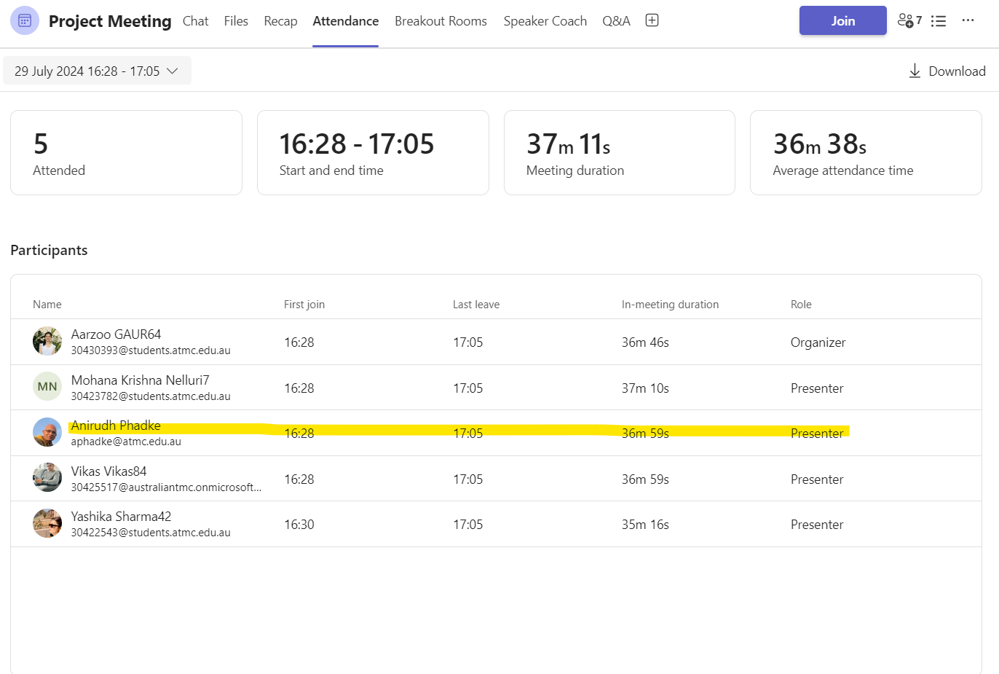 Project Meeting Chat Files Recap Attendance Breakout Rooms Speaker Coach Q&A Join 7
29 July 2024 16:28 - 17:05 Download
5 16:28 - 17:05 37m 11s 36m 38s
Attended Start and end time Meeting duration Average attendance time
Participants
Name First join Last leave In-meeting duration Role
Aarzoo GAUR64
30430393@students.atmc.edu.au 16:28 17:05 36m 46s Organizer
MN Mohana Krishna Nelluri7
30423782@students.atmc.edu.au 16:28 17:05 37m 10s Presenter
Anirudh Phadke
aphadke@atmc.edu.au 16:28 17:05 36m 59s Presenter
Vikas Vikas84
30425517@australiantmc.onmicrosoft... 16:28 17:05 36m 59s Presenter
Yashika Sharma42
30422543@students.atmc.edu.au 16:30 17:05 35m 16s Presenter